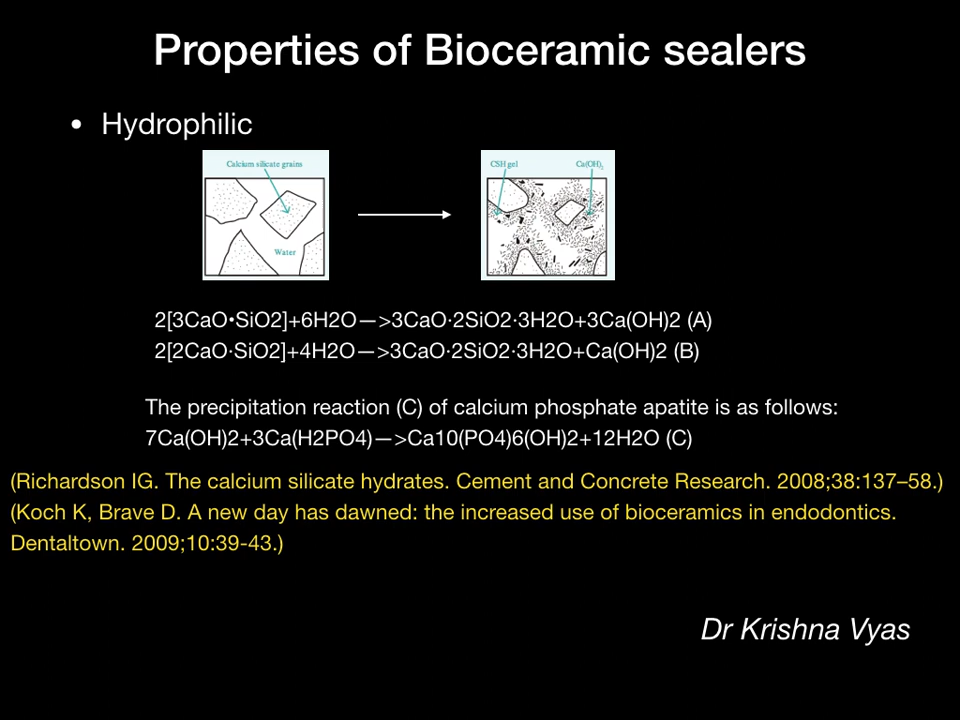 Properties of Bioceramic sealers
• Hydrophilic
Calcium silicate grains
Water
CSH gel
Ca(OH)2
2[3CaO•SiO2]+6H2O—>3CaO·2SiO2·3H2O+3Ca(OH)2 (A)
2[2CaO·SiO2]+4H2O—>3CaO·2SiO2·3H2O+Ca(OH)2 (B)
The precipitation reaction (C) of calcium phosphate apatite is as follows:
7Ca(OH)2+3Ca(H2PO4)—>Ca10(PO4)6(OH)2+12H2O (C)
(Richardson IG. The calcium silicate hydrates. Cement and Concrete Research. 2008;38:137–58.)
(Koch K, Brave D. A new day has dawned: the increased use of bioceramics in endodontics.
Dentaltown. 2009;10:39-43.)
Dr Krishna Vyas